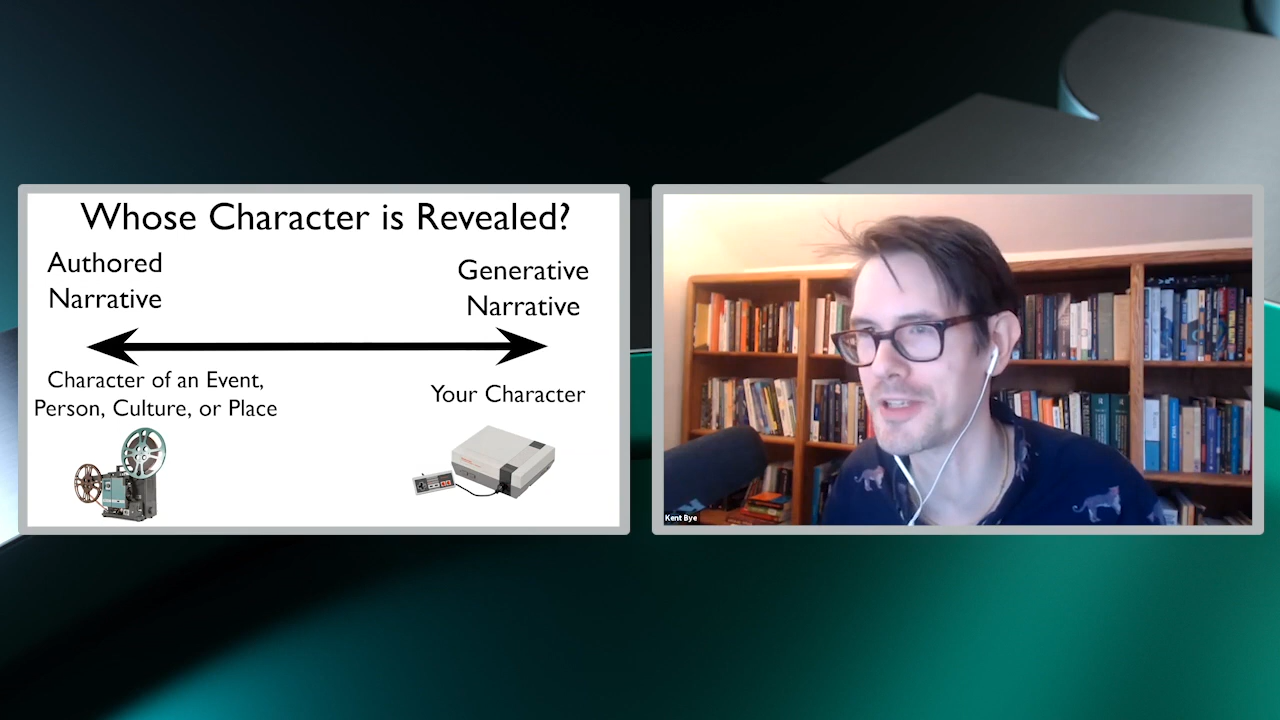 Whose Character is Revealed?
Authored
Narrative
Generative
Narrative
Character of an Event,
Person, Culture, or Place
Your Character
Kent Bye